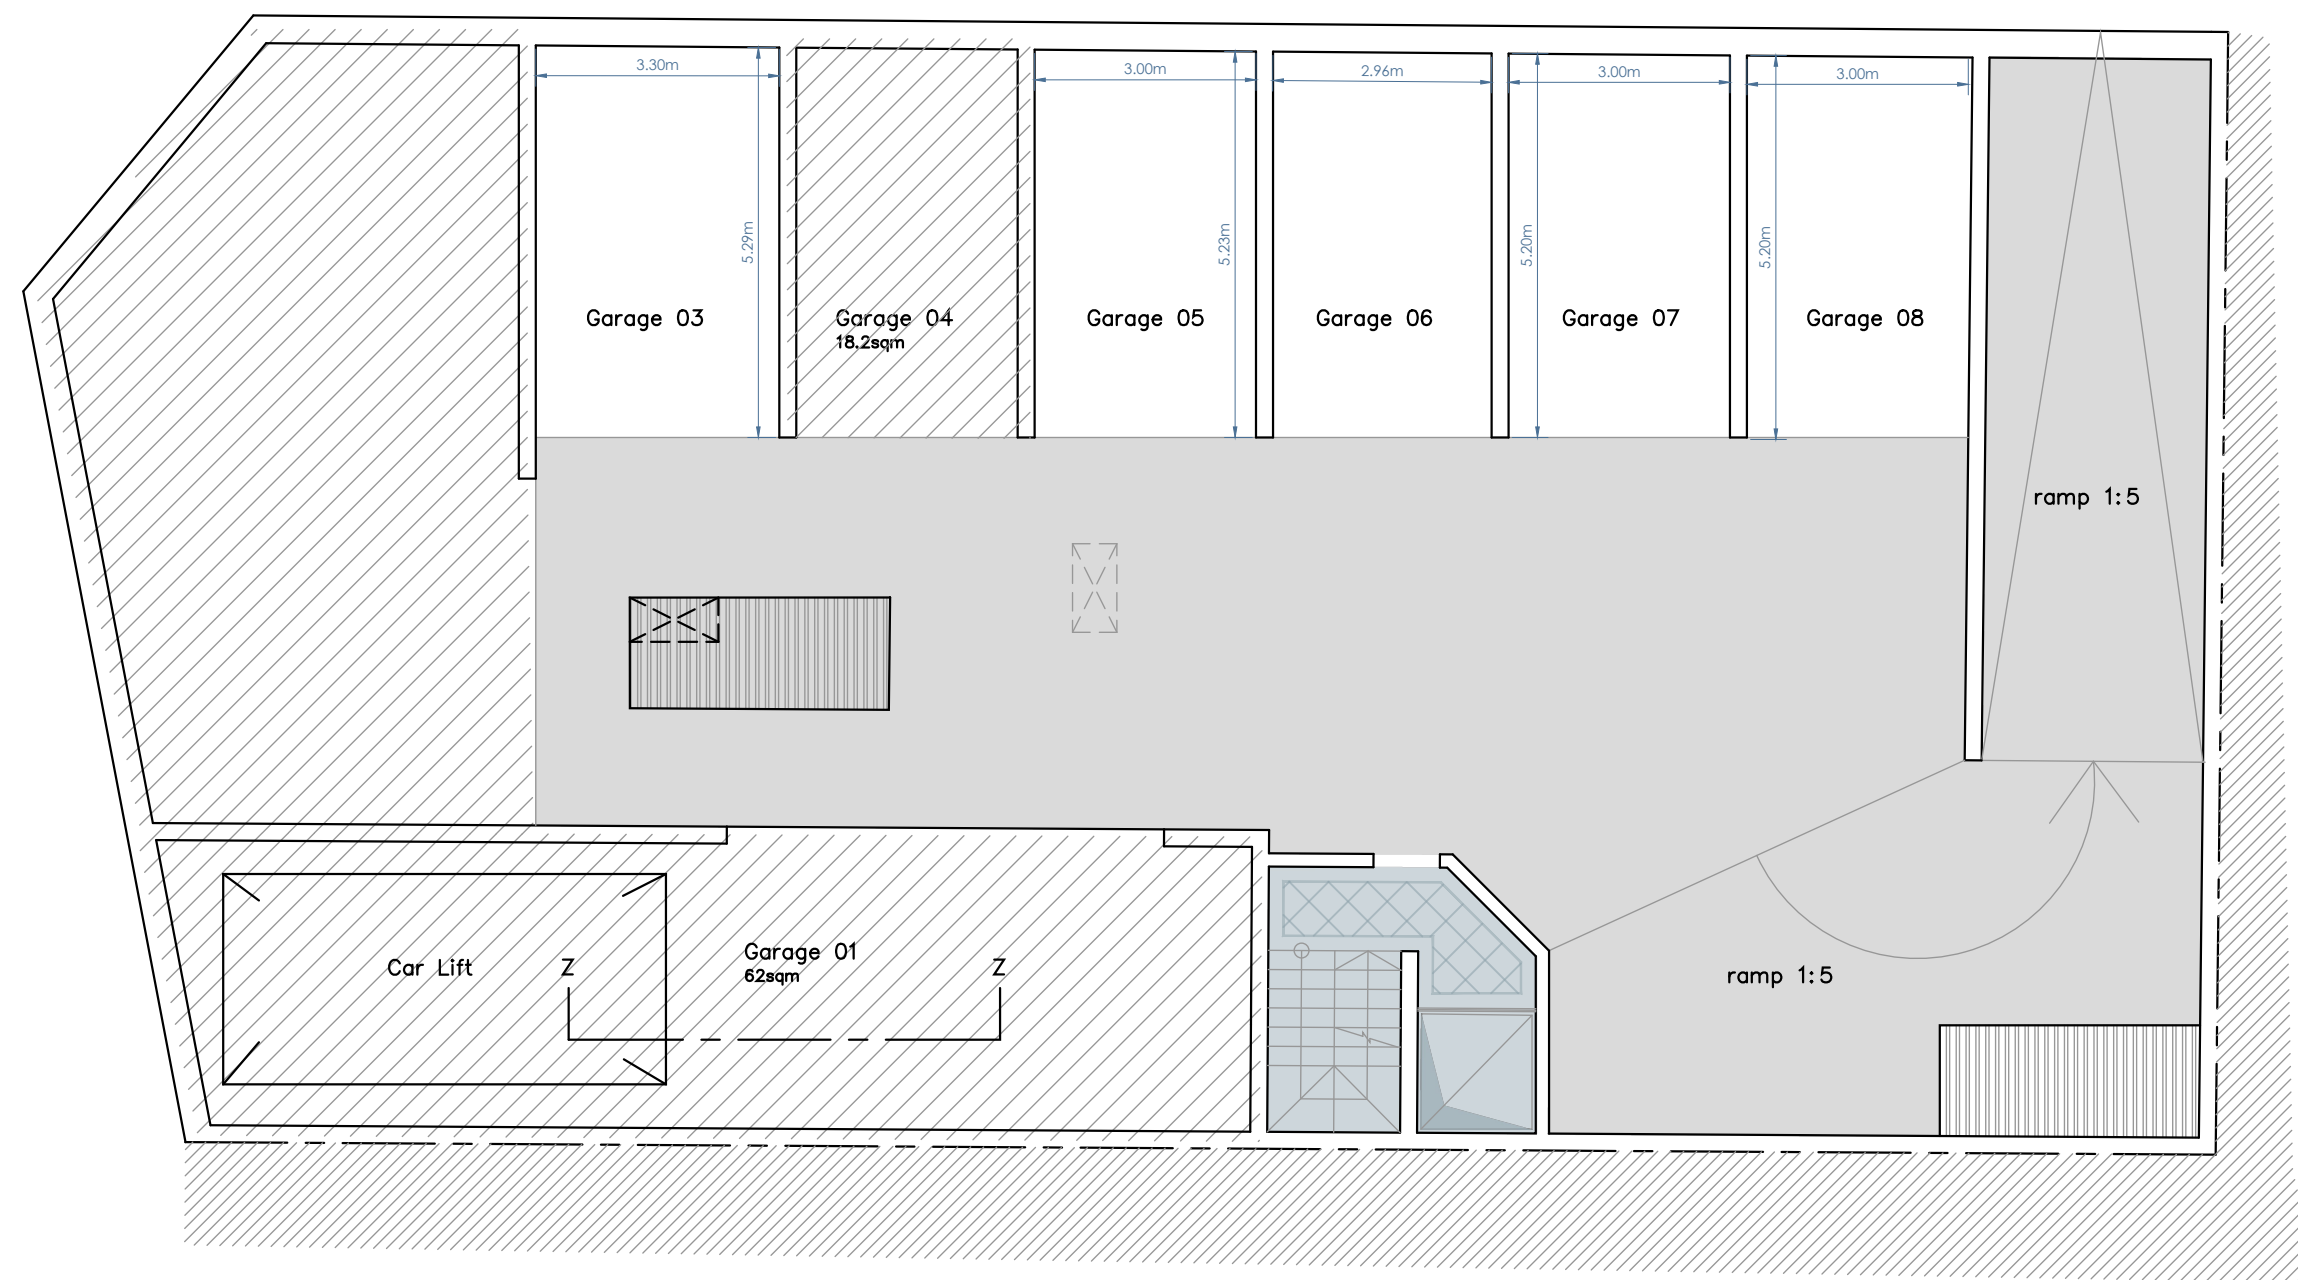 3.30m
3.00m
2.96m
3.00m
3.00m
5.29m
5.23m
5.20m
5.20m
Garage 03
Garage 04
18.2sqm
Garage 05
Garage 06
Garage 07
Garage 08
ramp 1:5
Car Lift
Z
Garage 01
62sqm
Z
ramp 1:5